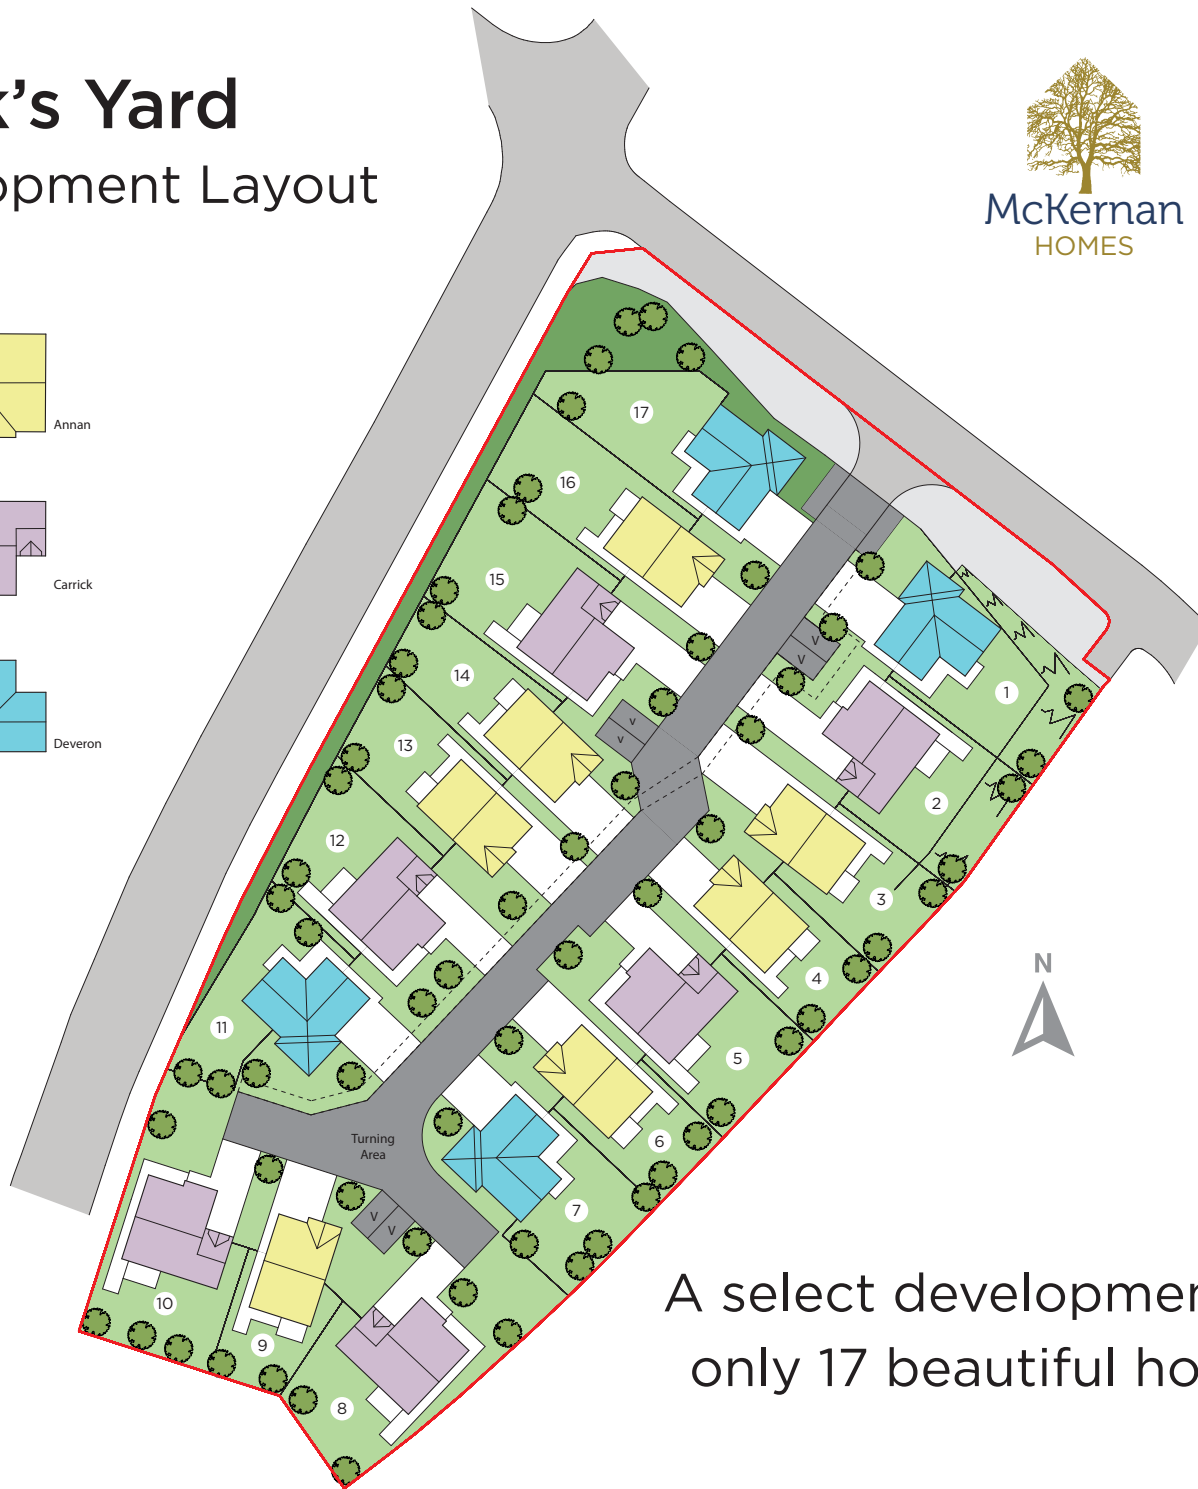 k's Yard
opment Layout
McKernan
HOMES
Annan
Carrick
Deveron
17
16
15
14
13
12
11
10
9
8
7
6
5
4
3
2
1
V
V
V
V
V
V
Turning
Area
N
A select developmen
only 17 beautiful ho